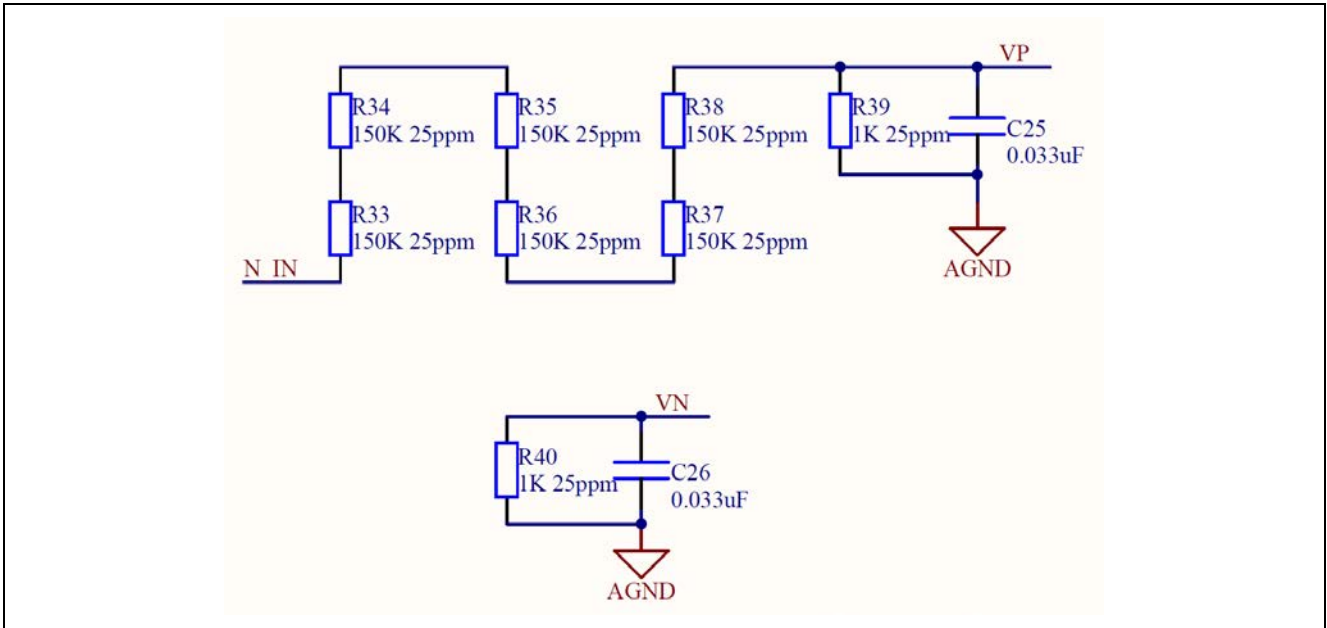 VP
R34
150K 25ppm
R35
150K 25ppm
R38
150K 25ppm
R39
1K 25ppm
C25
0.033uF
R33
150K 25ppm
R36
150K 25ppm
R37
150K 25ppm
N_IN
AGND
VN
R40
1K 25ppm
C26
0.033uF
AGND